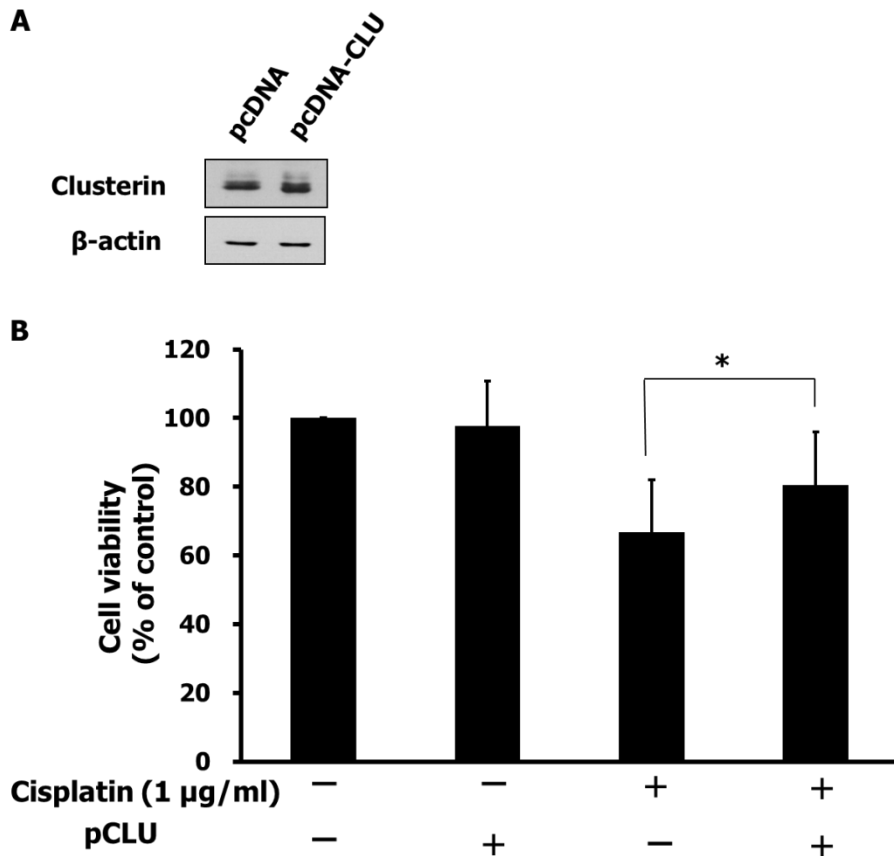 A
pcDNA
pcDNA-CLU
Clusterin
β-actin
B
120
100
80
60
40
20
0
Cell viability
(% of control)
*
Cisplatin (1 µg/ml) − − + +
pCLU − + − +